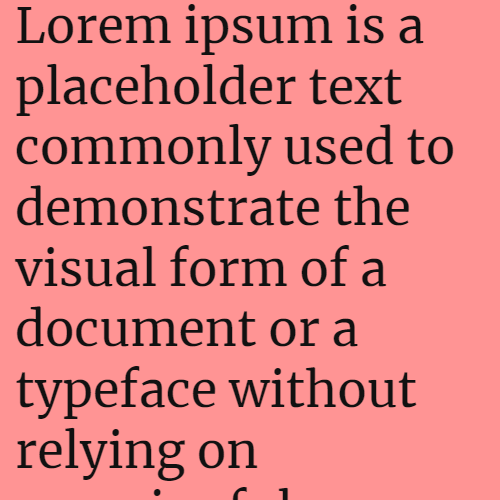 Lorem ipsum is a
placeholder text
commonly used to
demonstrate the
visual form of a
document or a
typeface without
relying on